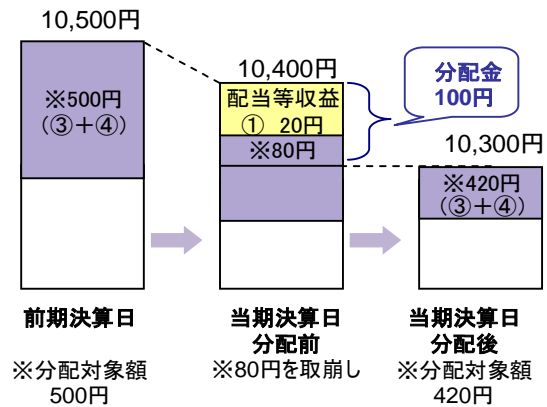 10,500円
※500円
(③+④)
10,400円
配当等収益
① 20円
※80円
分配金
100円
10,300円
※420円
(③+④)
前期決算日
※分配対象額
500円
当期決算日
分配前
※80円を取崩し
当期決算日
分配後
※分配対象額
420円